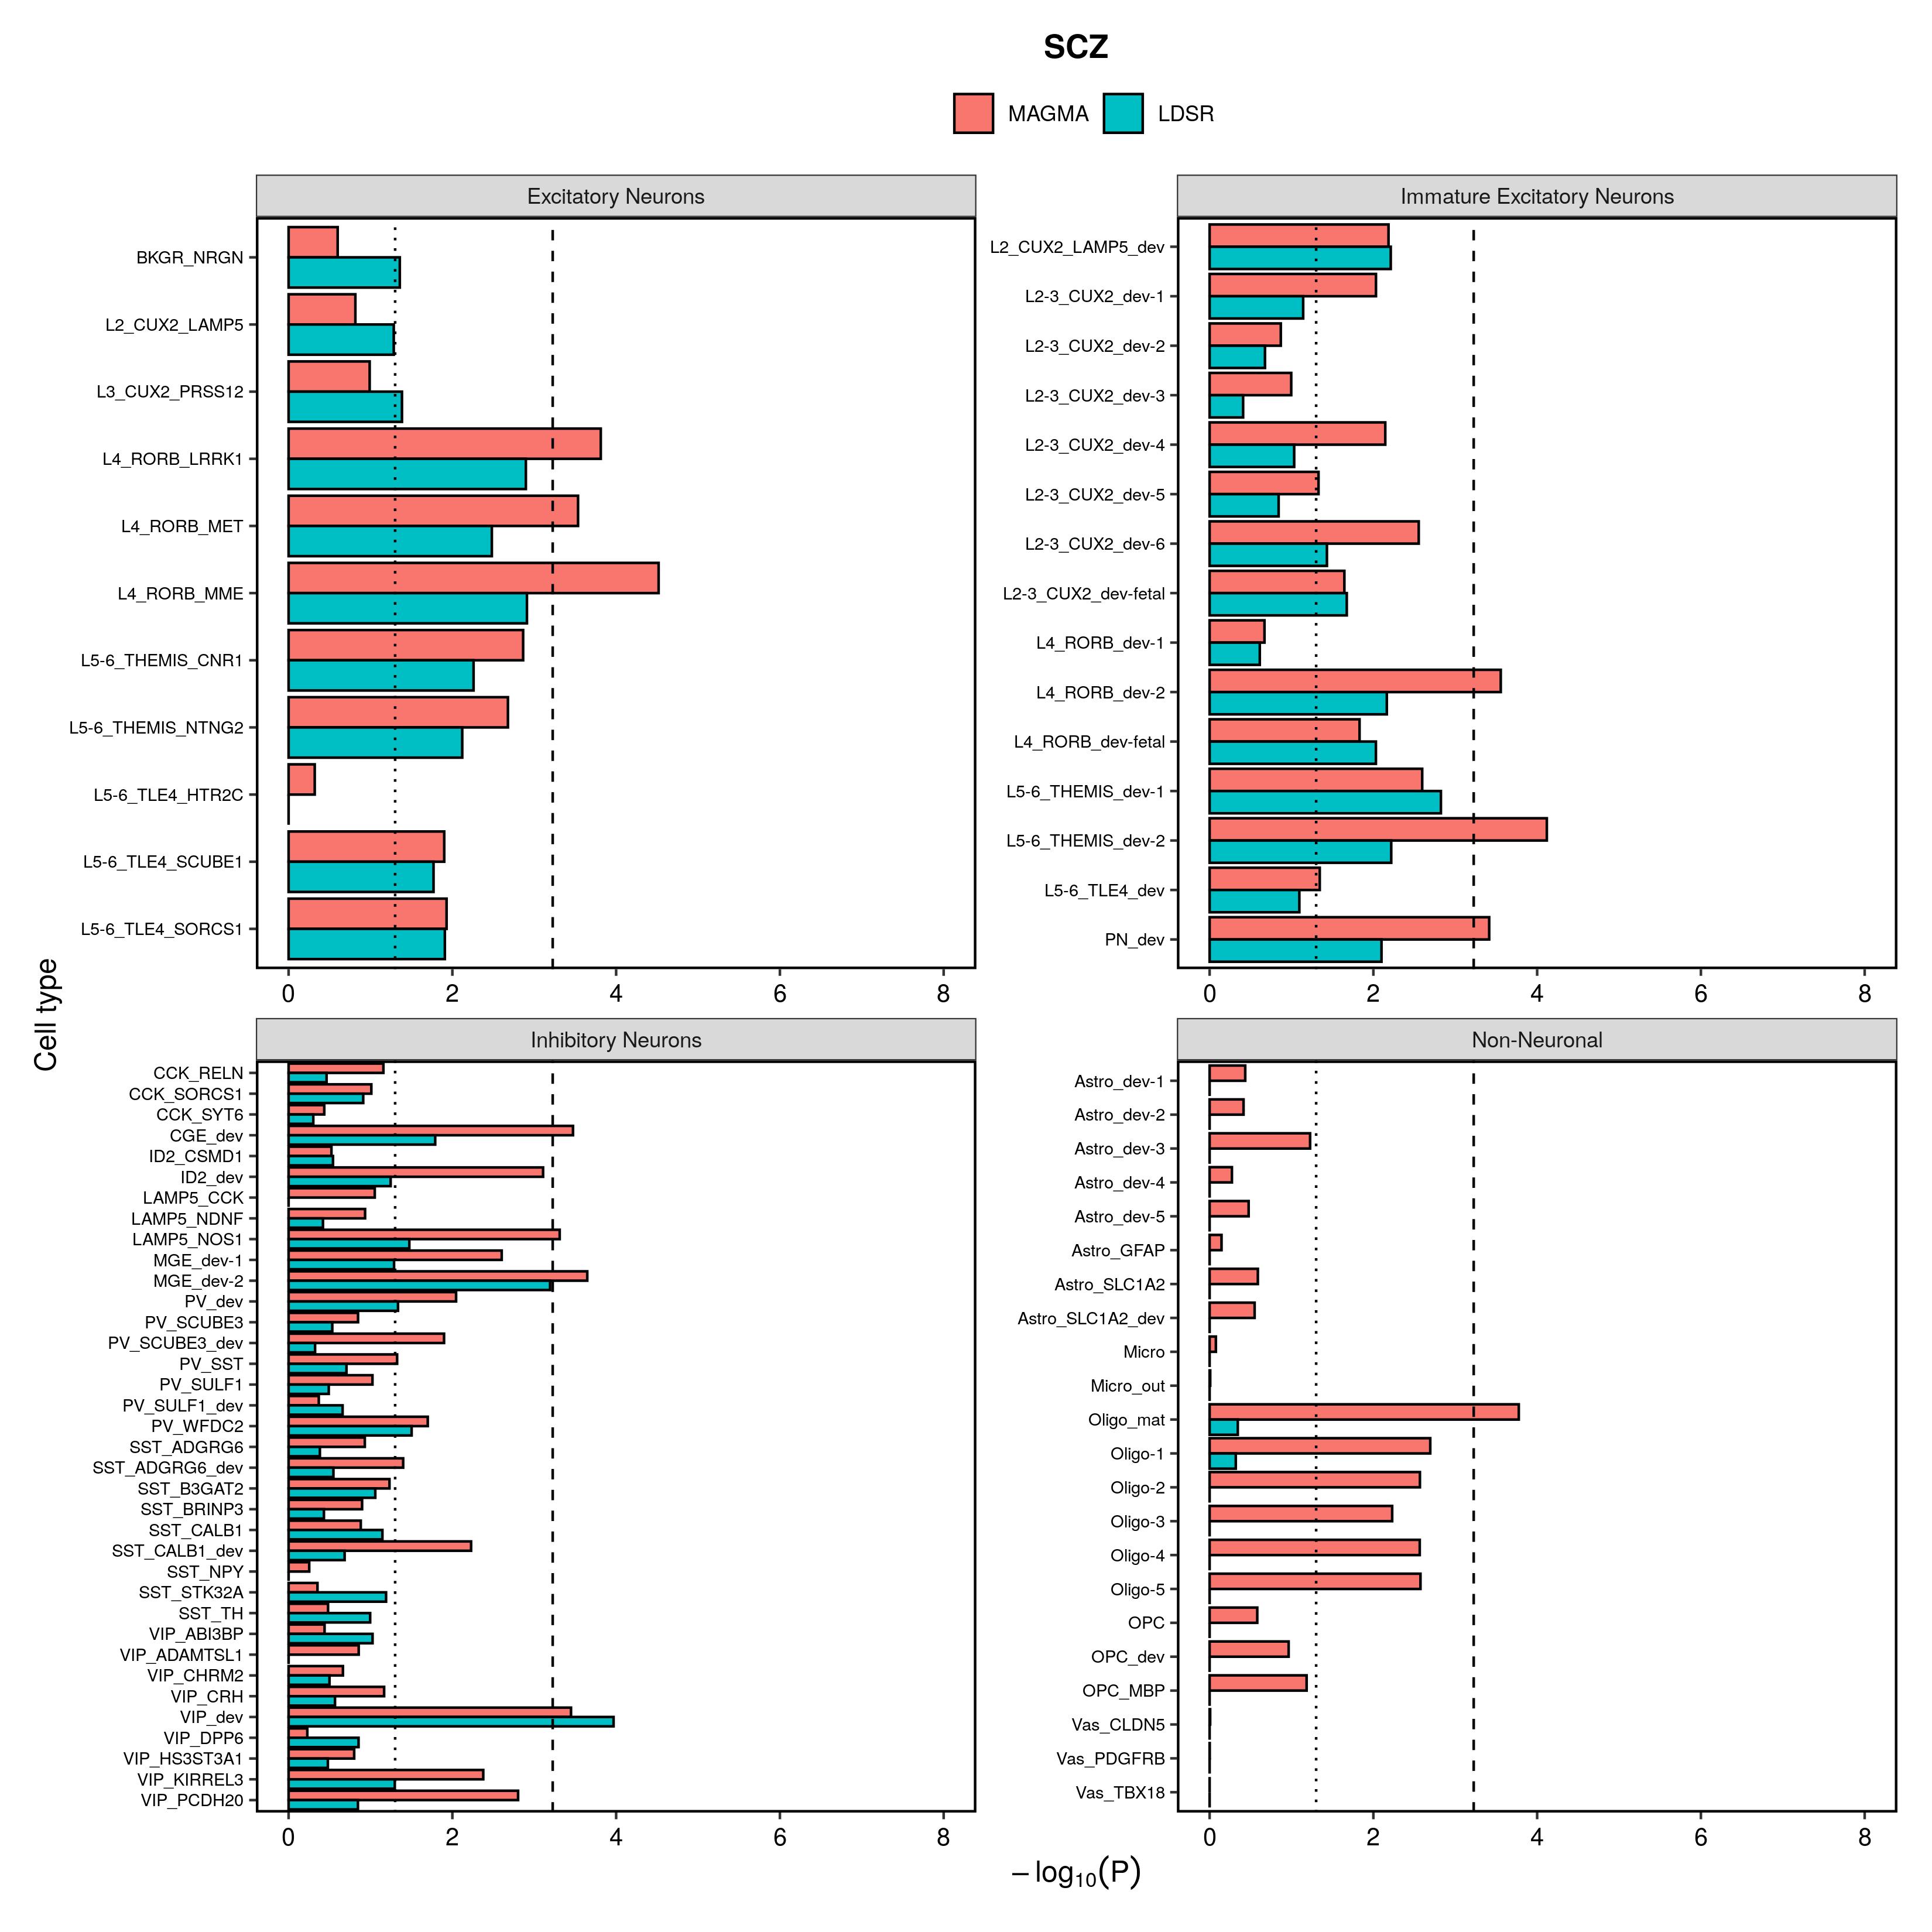 SCZ
MAGMA LDSR
Excitatory Neurons
BKGR_NRGN
L2_CUX2_LAMP5
L3_CUX2_PRSS12
L4_RORB_LRRK1
L4_RORB_MET
L4_RORB_MME
L5-6_THEMIS_CNR1
L5-6_THEMIS_NTNG2
L5-6_TLE4_HTR2C
L5-6_TLE4_SCUBE1
L5-6_TLE4_SORCS1
0 2 4 6 8
Immature Excitatory Neurons
L2_CUX2_LAMP5_dev
L2-3_CUX2_dev-1
L2-3_CUX2_dev-2
L2-3_CUX2_dev-3
L2-3_CUX2_dev-4
L2-3_CUX2_dev-5
L2-3_CUX2_dev-6
L2-3_CUX2_dev-fetal
L4_RORB_dev-1
L4_RORB_dev-2
L4_RORB_dev-fetal
L5-6_THEMIS_dev-1
L5-6_THEMIS_dev-2
L5-6_TLE4_dev
PN_dev
0 2 4 6 8
Cell type
Inhibitory Neurons
CCK_RELN
CCK_SORCS1
CCK_SYT6
CGE_dev
ID2_CSMD1
ID2_dev
LAMP5_CCK
LAMP5_NDNF
LAMP5_NOS1
MGE_dev-1
MGE_dev-2
PV_dev
PV_SCUBE3
PV_SCUBE3_dev
PV_SST
PV_SULF1
PV_SULF1_dev
PV_WFDC2
SST_ADGRG6
SST_ADGRG6_dev
SST_B3GAT2
SST_BRINP3
SST_CALB1
SST_CALB1_dev
SST_NPY
SST_STK32A
SST_TH
VIP_ABI3BP
VIP_ADAMTSL1
VIP_CHRM2
VIP_CRH
VIP_dev
VIP_DPP6
VIP_HS3ST3A1
VIP_KIRREL3
VIP_PCDH20
0 2 4 6 8
Non-Neuronal
Astro_dev-1
Astro_dev-2
Astro_dev-3
Astro_dev-4
Astro_dev-5
Astro_GFAP
Astro_SLC1A2
Astro_SLC1A2_dev
Micro
Micro_out
Oligo_mat
Oligo-1
Oligo-2
Oligo-3
Oligo-4
Oligo-5
OPC
OPC_dev
OPC_MBP
Vas_CLDN5
Vas_PDGFRB
Vas_TBX18
0 2 4 6 8
−log₁₀(P)